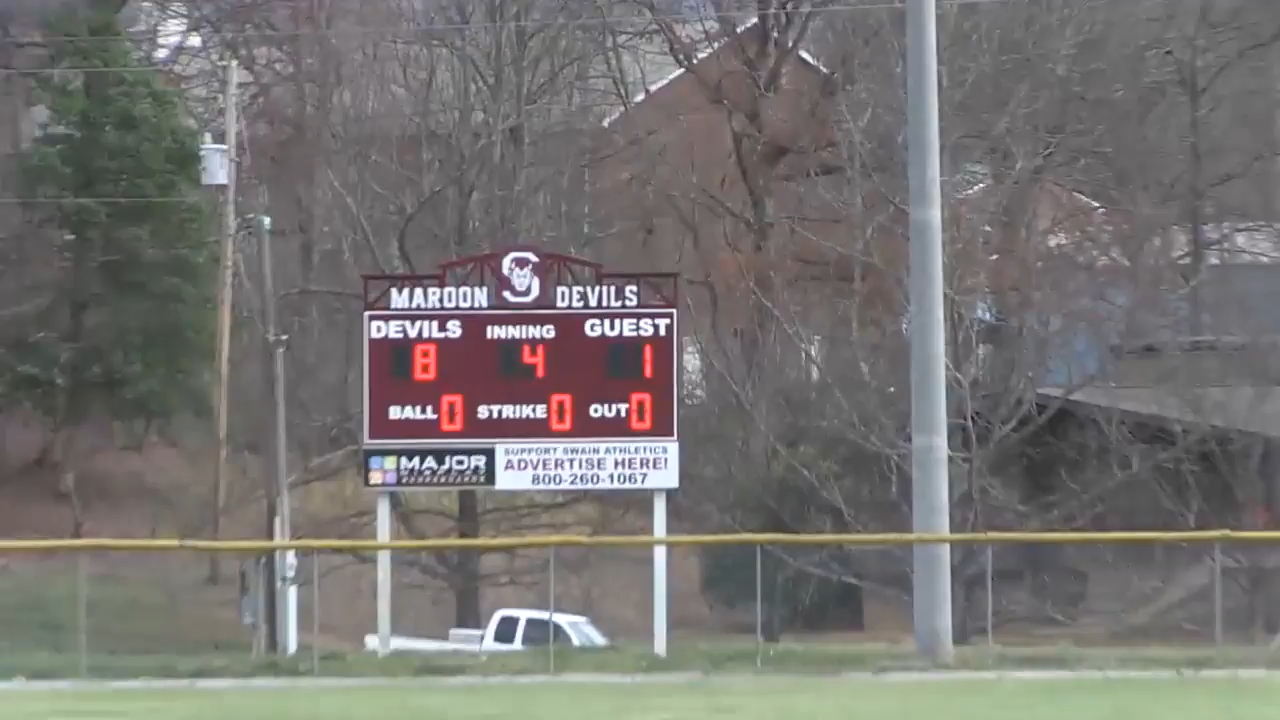 S
MAROON DEVILS
DEVILS INNING GUEST
8 4 1
BALL 0 STRIKE 0 OUT 0
MAJOR
SUPPORT SWAIN ATHLETICS
ADVERTISE HERE!
800-260-1067